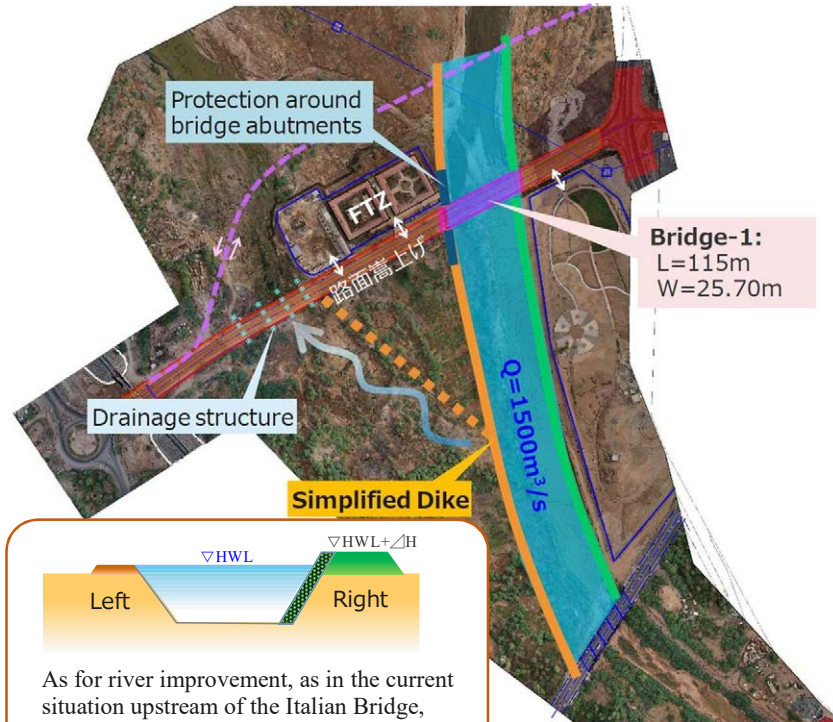 Protection around
bridge abutments
FTZ
路面嵩上げ
Bridge-1:
L=115m
W=25.70m
Drainage structure
Q=1500m³/s
Simplified Dike
▽HWL
▽HWL+⊿H
Left
Right
As for river improvement, as in the current
situation upstream of the Italian Bridge,